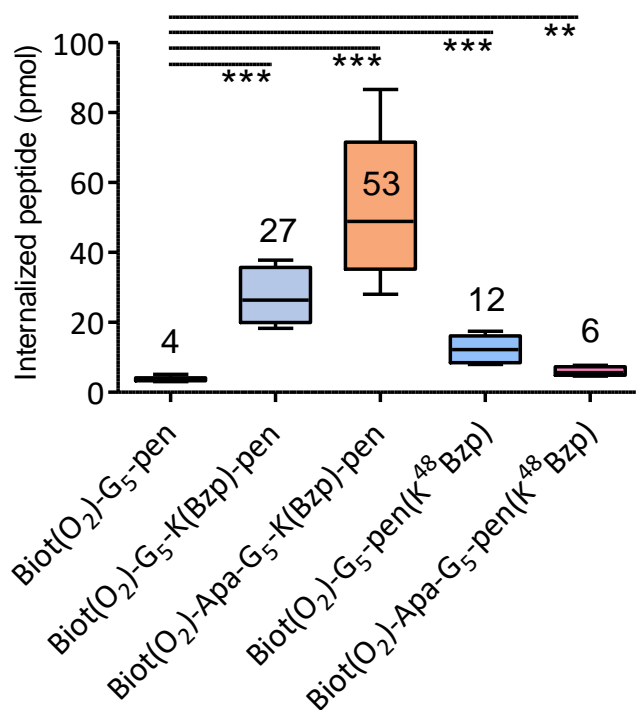 **
***
***
***
Internalized peptide (pmol)
100
80
60
40
20
0
4
27
53
12
6
Biot(O₂)-G₅-pen
Biot(O₂)-G₅-K(Bzp)-pen
Biot(O₂)-Apa-G₅-K(Bzp)-pen
Biot(O₂)-G₅-pen(K⁴⁸Bzp)
Biot(O₂)-Apa-G₅-pen(K⁴⁸Bzp)